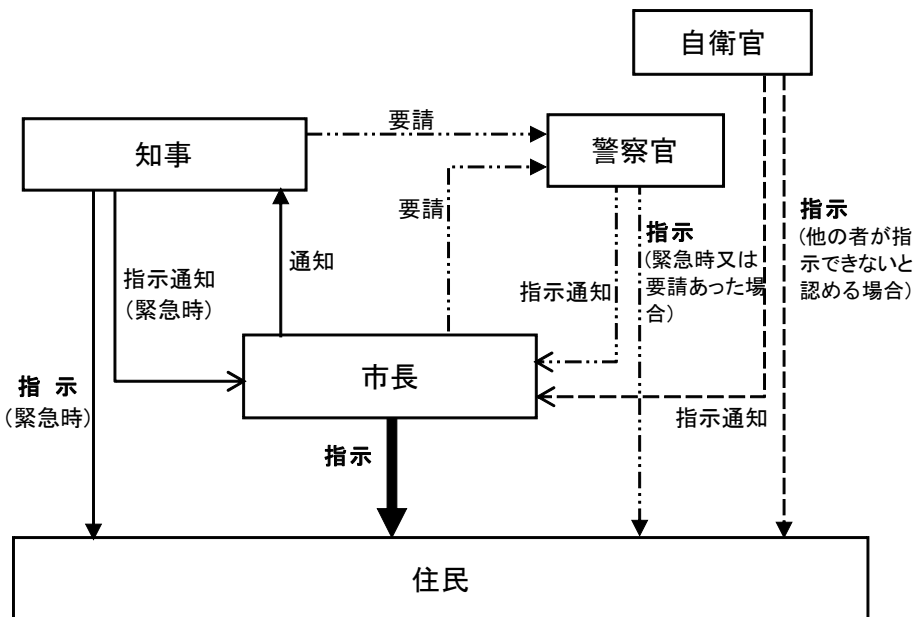 自衛官
要請
知事
警察官
要請
指示
(他の者が指
示できないと
認める場合)
指示
(緊急時又は
要請あった場
合)
通知
指示通知
(緊急時)
指示通知
市長
指 示
(緊急時)
指示通知
指示
住民